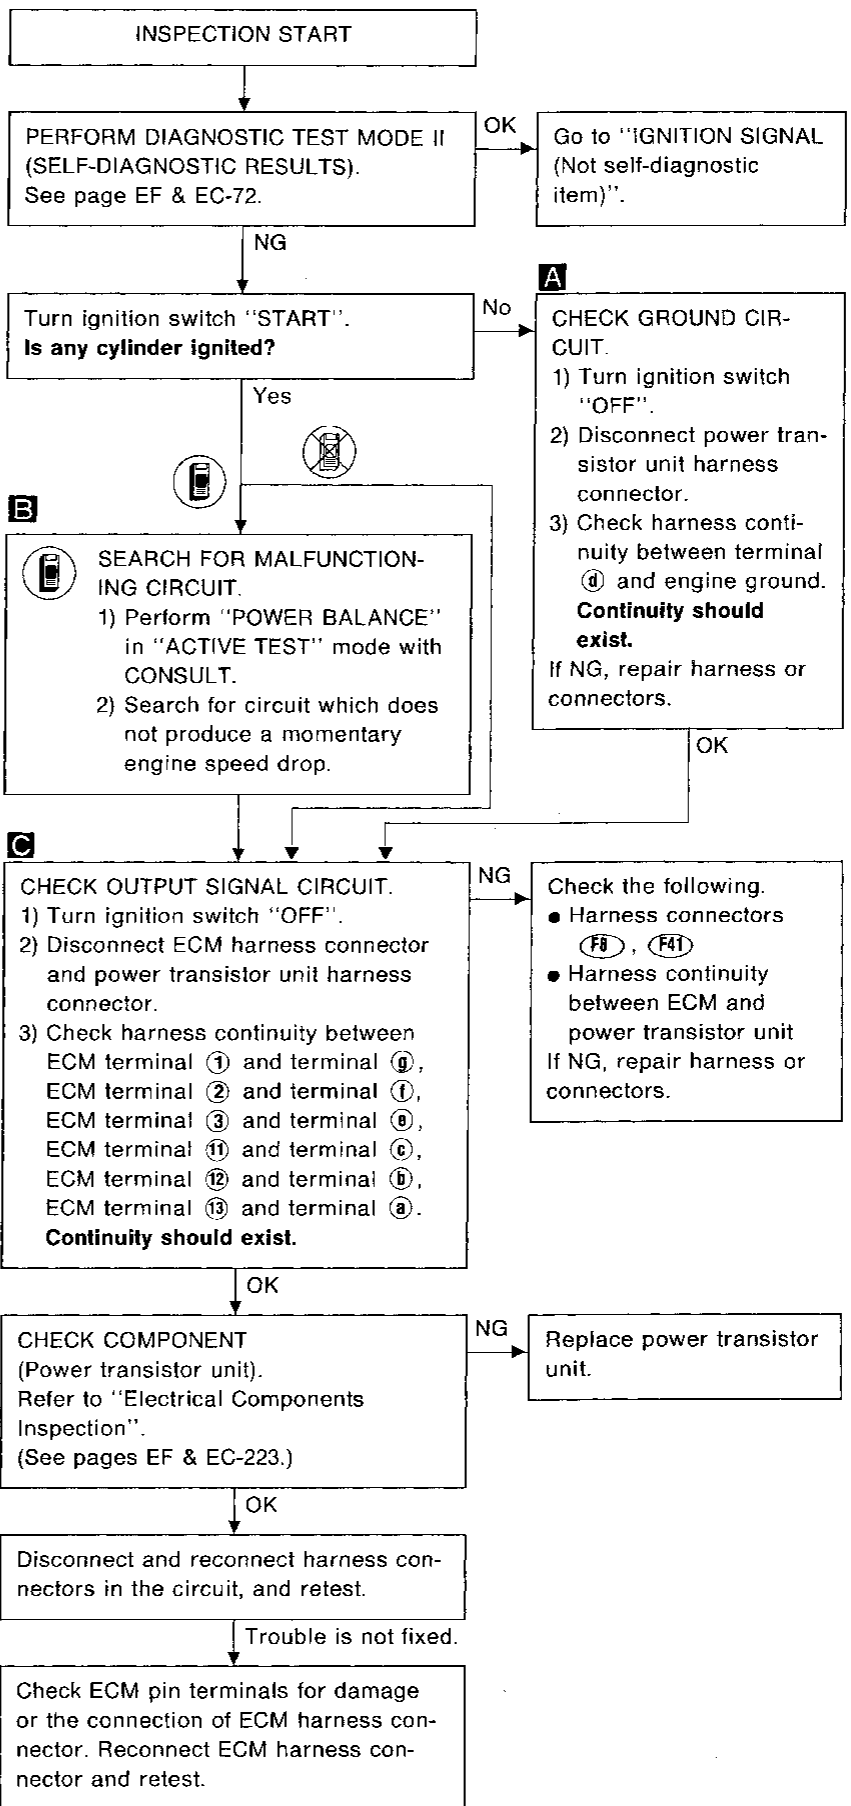 INSPECTION START
PERFORM DIAGNOSTIC TEST MODE II
(SELF-DIAGNOSTIC RESULTS).
See page EF & EC-72.
OK
Go to "IGNITION SIGNAL
(Not self-diagnostic
item)".
NG
Turn ignition switch "START".
Is any cylinder ignited?
No
A
CHECK GROUND CIR-
CUIT.
1) Turn ignition switch
"OFF".
2) Disconnect power tran-
sistor unit harness
connector.
3) Check harness conti-
nuity between terminal
ⓓ and engine ground.
Continuity should
exist.
If NG, repair harness or
connectors.
OK
Yes
B
SEARCH FOR MALFUNCTION-
ING CIRCUIT.
1) Perform "POWER BALANCE"
in "ACTIVE TEST" mode with
CONSULT.
2) Search for circuit which does
not produce a momentary
engine speed drop.
C
CHECK OUTPUT SIGNAL CIRCUIT.
1) Turn ignition switch "OFF".
2) Disconnect ECM harness connector
and power transistor unit harness
connector.
3) Check harness continuity between
ECM terminal ① and terminal ⓖ,
ECM terminal ② and terminal ⓕ,
ECM terminal ③ and terminal ⓔ,
ECM terminal ⑪ and terminal ⓒ,
ECM terminal ⑫ and terminal ⓑ,
ECM terminal ⑬ and terminal ⓐ.
Continuity should exist.
NG
Check the following.
● Harness connectors
F8 , F41
● Harness continuity
between ECM and
power transistor unit
If NG, repair harness or
connectors.
OK
CHECK COMPONENT
(Power transistor unit).
Refer to "Electrical Components
Inspection".
(See pages EF & EC-223.)
NG
Replace power transistor
unit.
OK
Disconnect and reconnect harness con-
nectors in the circuit, and retest.
Trouble is not fixed.
Check ECM pin terminals for damage
or the connection of ECM harness con-
nector. Reconnect ECM harness con-
nector and retest.